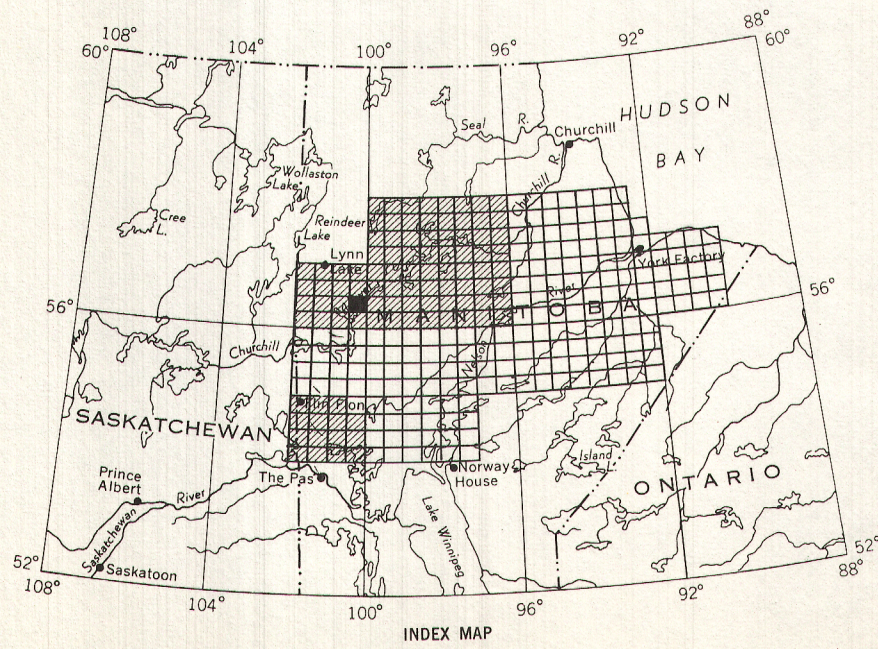 108°
60°
104°
100°
96°
92°
88°
60°
HUDSON
BAY
Seal R.
Churchill
Churchill R.
Wollaston
Lake
Cree
L.
Reindeer
Lake
Lynn
Lake
York Factory
River
56°
56°
MANITOBA
Churchill
Nelson
Flin Flon
SASKATCHEWAN
Prince
Albert
River
Saskatchewan
Saskatoon
The Pas
Norway
House
Island
L.
ONTARIO
Lake Winnipeg
52°
108°
104°
100°
96°
92°
52°
88°
INDEX MAP